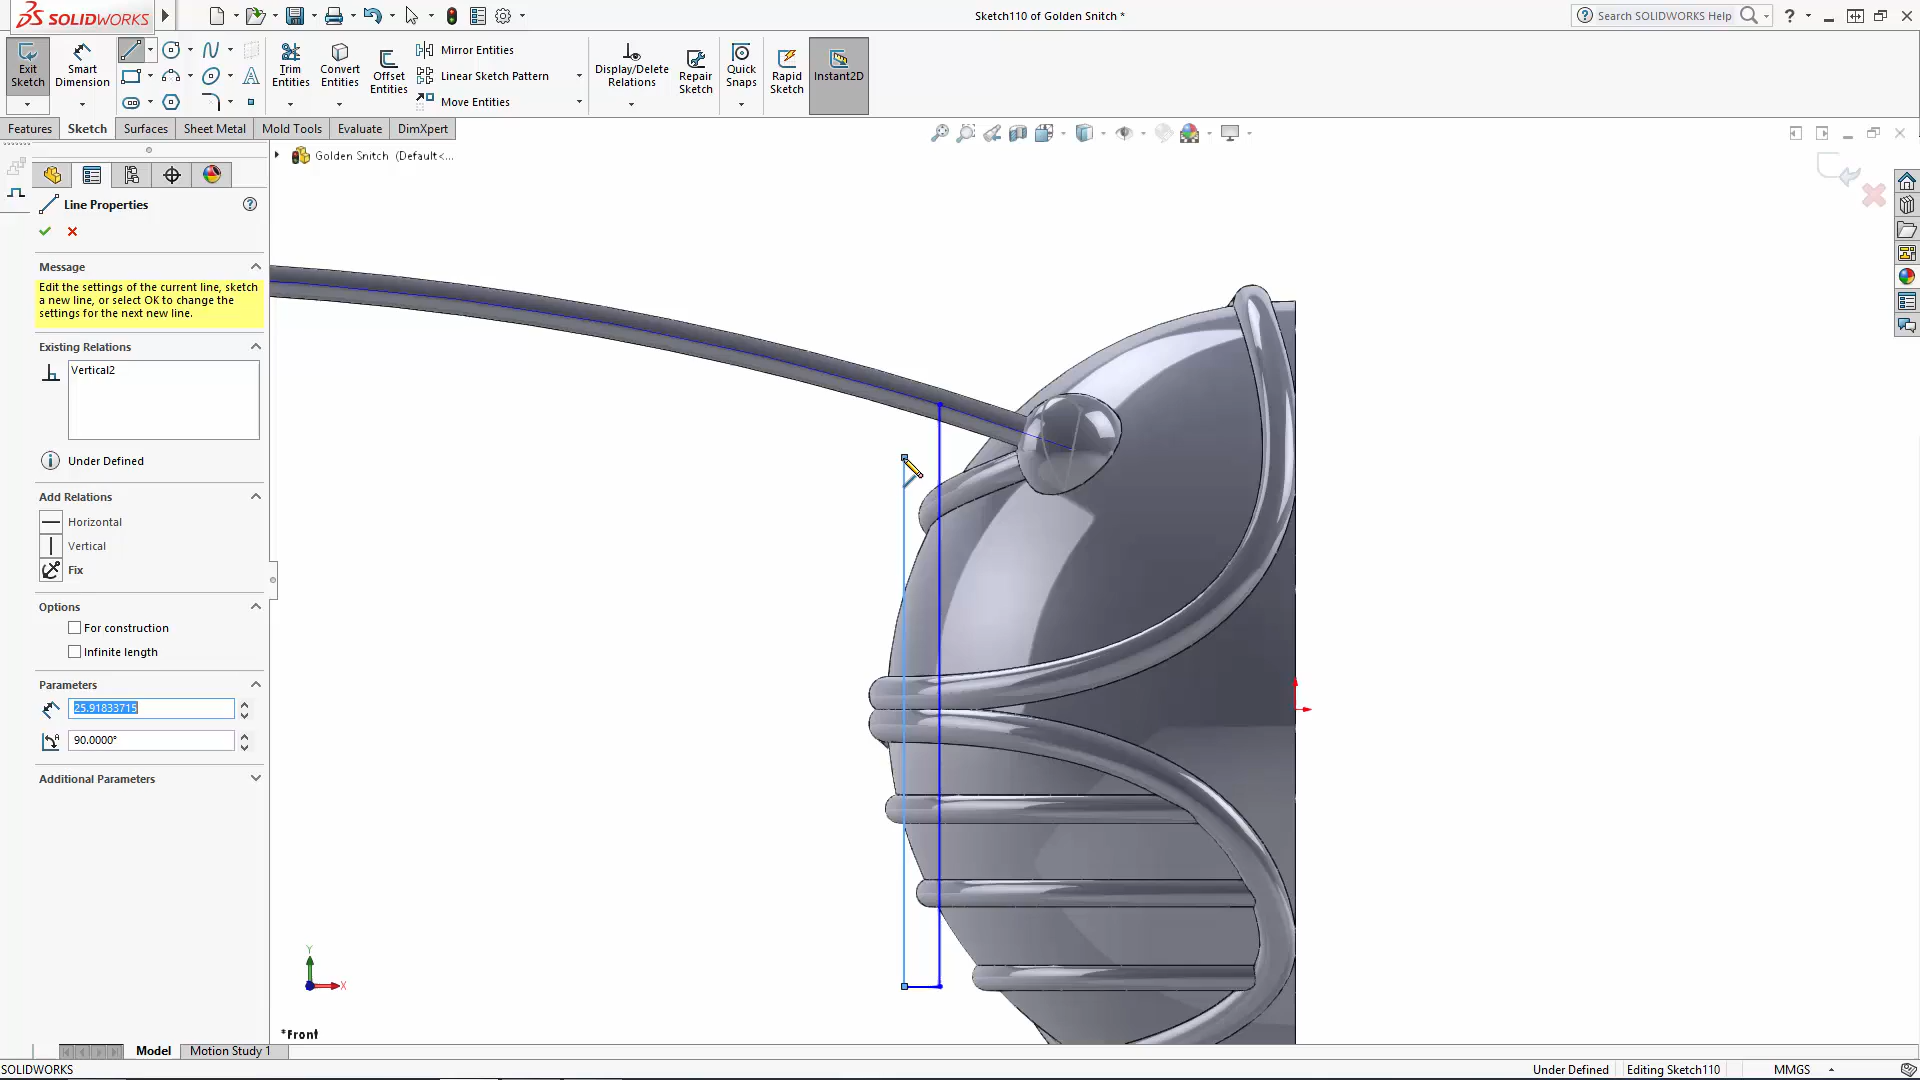 SOLIDWORKS
Sketch110 of Golden Snitch *
Search SOLIDWORKS Help
Exit Sketch
Smart Dimension
Trim Entities
Convert Entities
Offset Entities
Mirror Entities
Linear Sketch Pattern
Move Entities
Display/Delete Relations
Repair Sketch
Quick Snaps
Rapid Sketch
Instant2D
Features
Sketch
Surfaces
Sheet Metal
Mold Tools
Evaluate
DimXpert
Golden Snitch (Default<...
Line Properties
Message
Edit the settings of the current line, sketch
a new line, or select OK to change the
settings for the next new line.
Existing Relations
Vertical2
Under Defined
Add Relations
Horizontal
Vertical
Fix
Options
For construction
Infinite length
Parameters
25.91833715
90.0000°
Additional Parameters
Y
X
*Front
Model
Motion Study 1
SOLIDWORKS
Under Defined
Editing Sketch110
MMGS